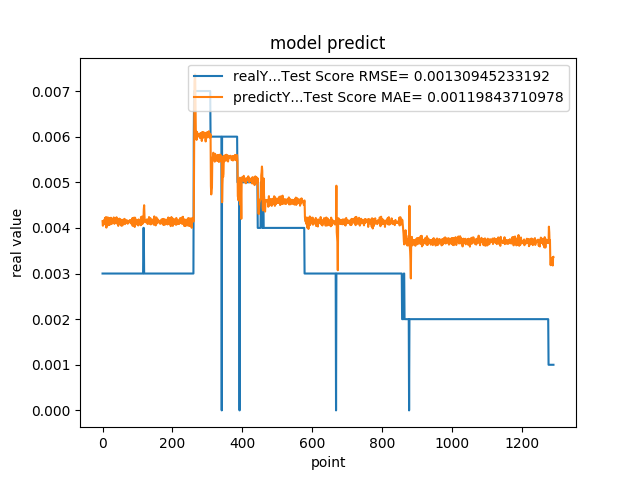 model predict
realY...Test Score RMSE= 0.00130945233192
predictY...Test Score MAE= 0.00119843710978
0.007
0.006
0.005
0.004
0.003
0.002
0.001
0.000
real value
0 200 400 600 800 1000 1200
point